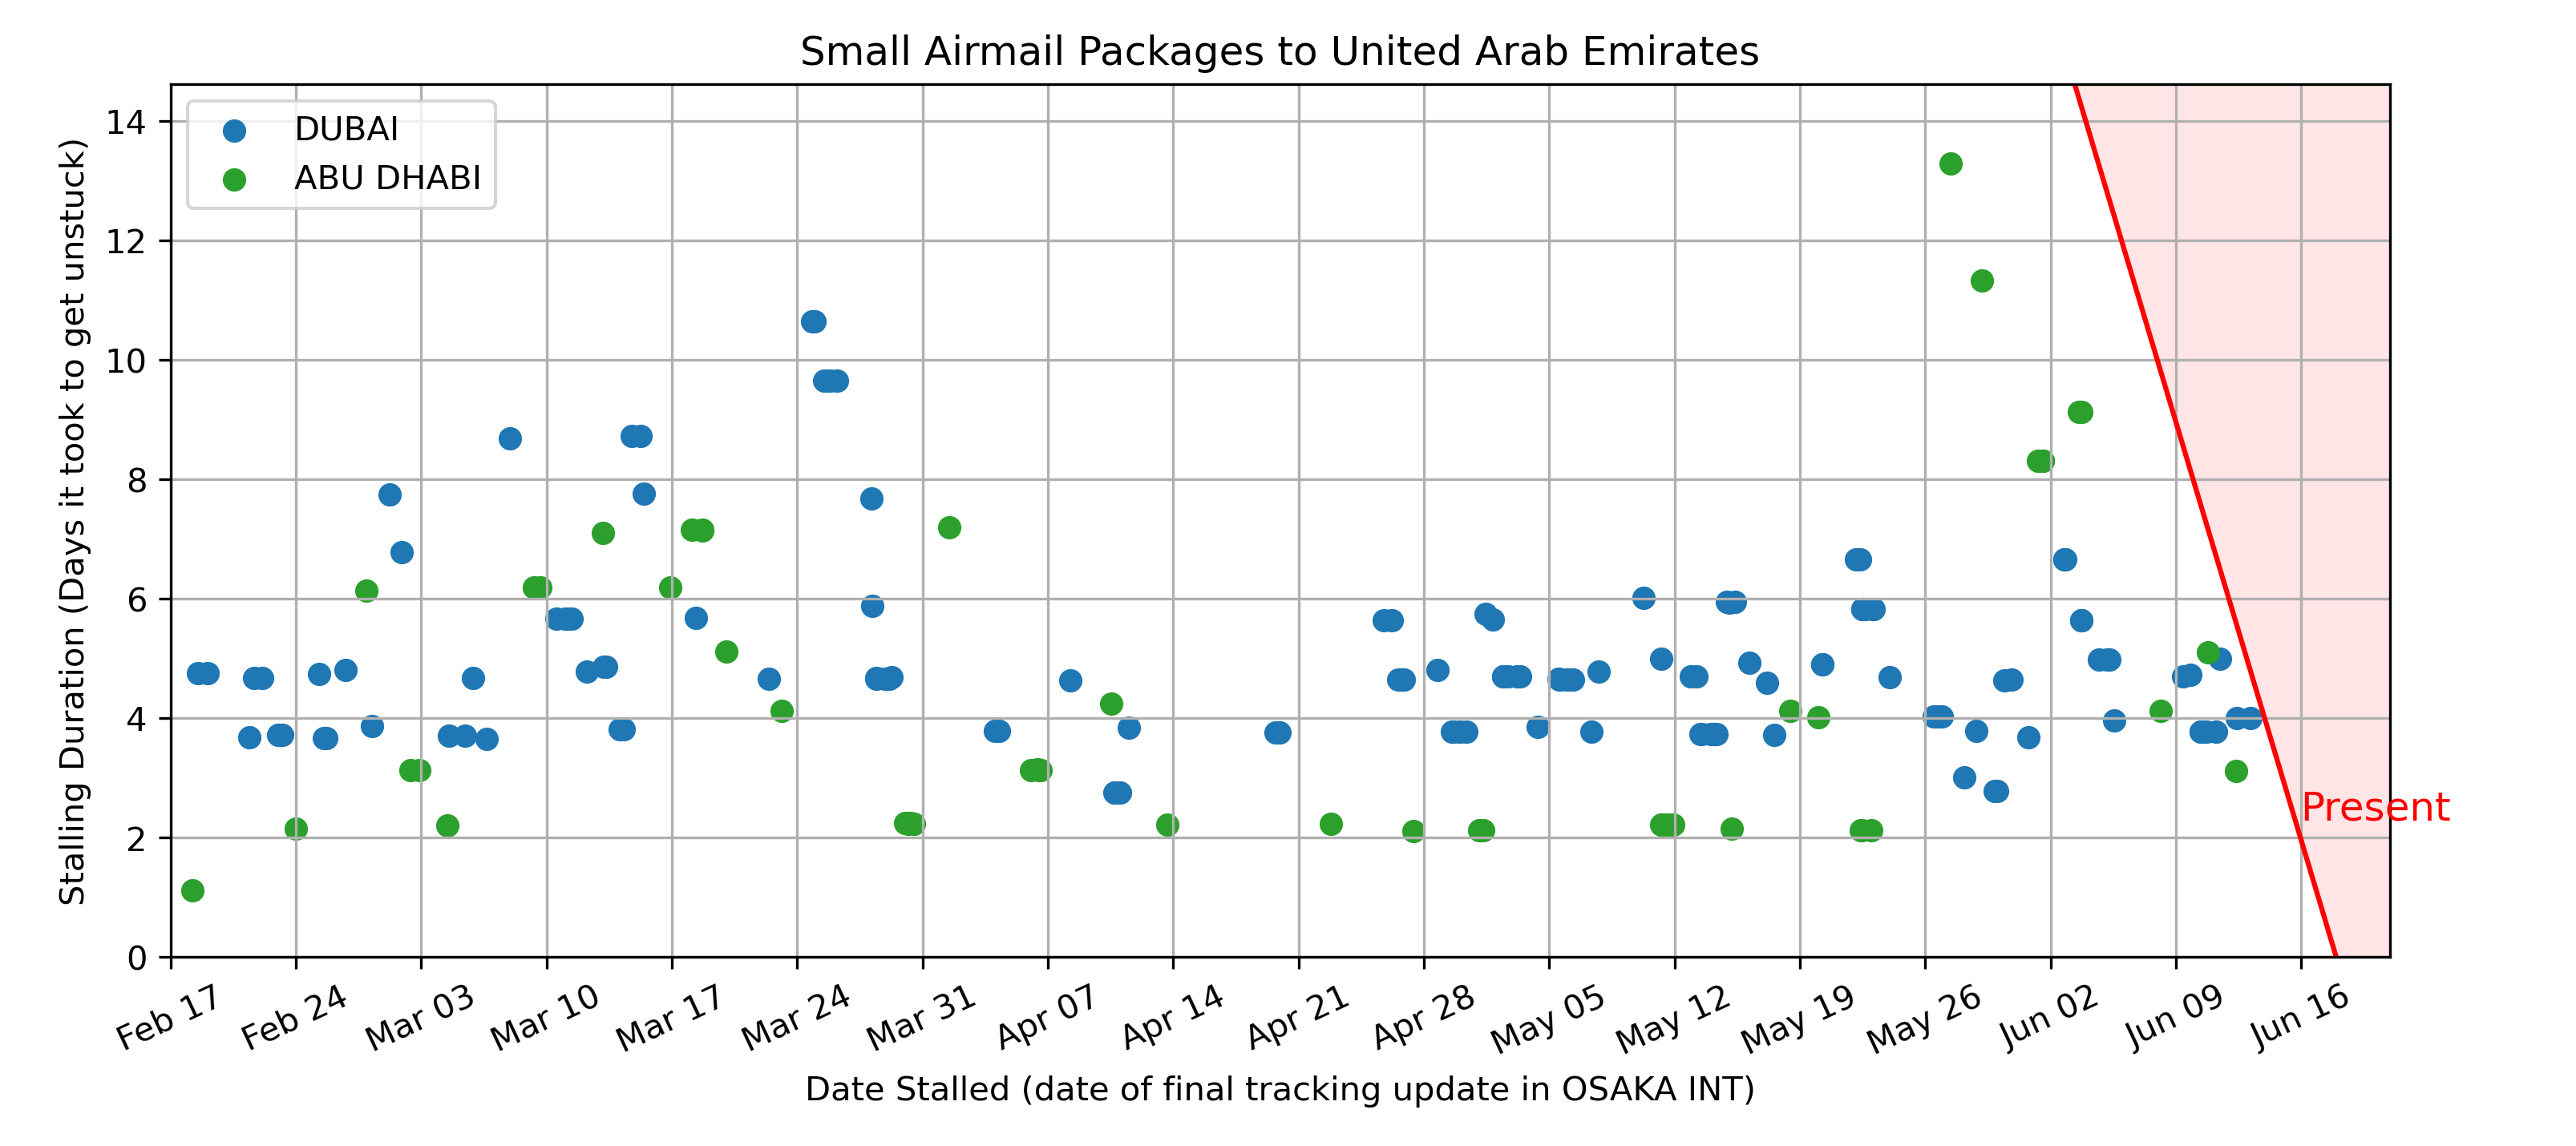 Small Airmail Packages to United Arab Emirates
DUBAI
ABU DHABI
Stalling Duration (Days it took to get unstuck)
14
12
10
8
6
4
2
0
Present
Feb 17
Feb 24
Mar 03
Mar 10
Mar 17
Mar 24
Mar 31
Apr 07
Apr 14
Apr 21
Apr 28
May 05
May 12
May 19
May 26
Jun 02
Jun 09
Jun 16
Date Stalled (date of final tracking update in OSAKA INT)